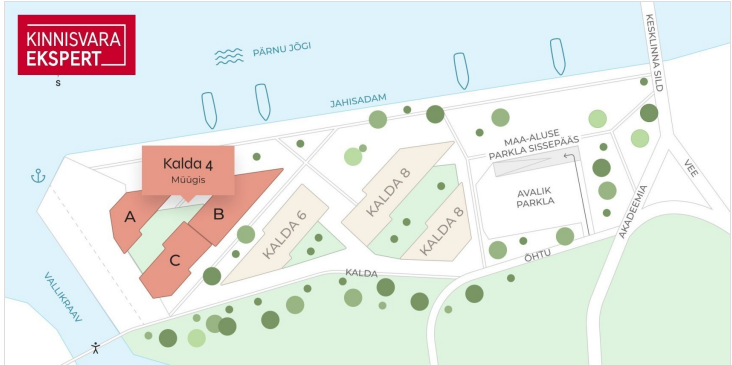 KINNISVARA
EKSPERT
S
PÄRNU JÕGI
JAHISADAM
KESKLINNA SILD
MAA-ALUSE
PARKLA SISSEPÄÄS
VEE
Kalda 4
Müügis
A
B
C
KALDA 6
KALDA 8
KALDA 8
AVALIK
PARKLA
AKADEEMIA
ÕHTU
KALDA
VALLIKRAAV